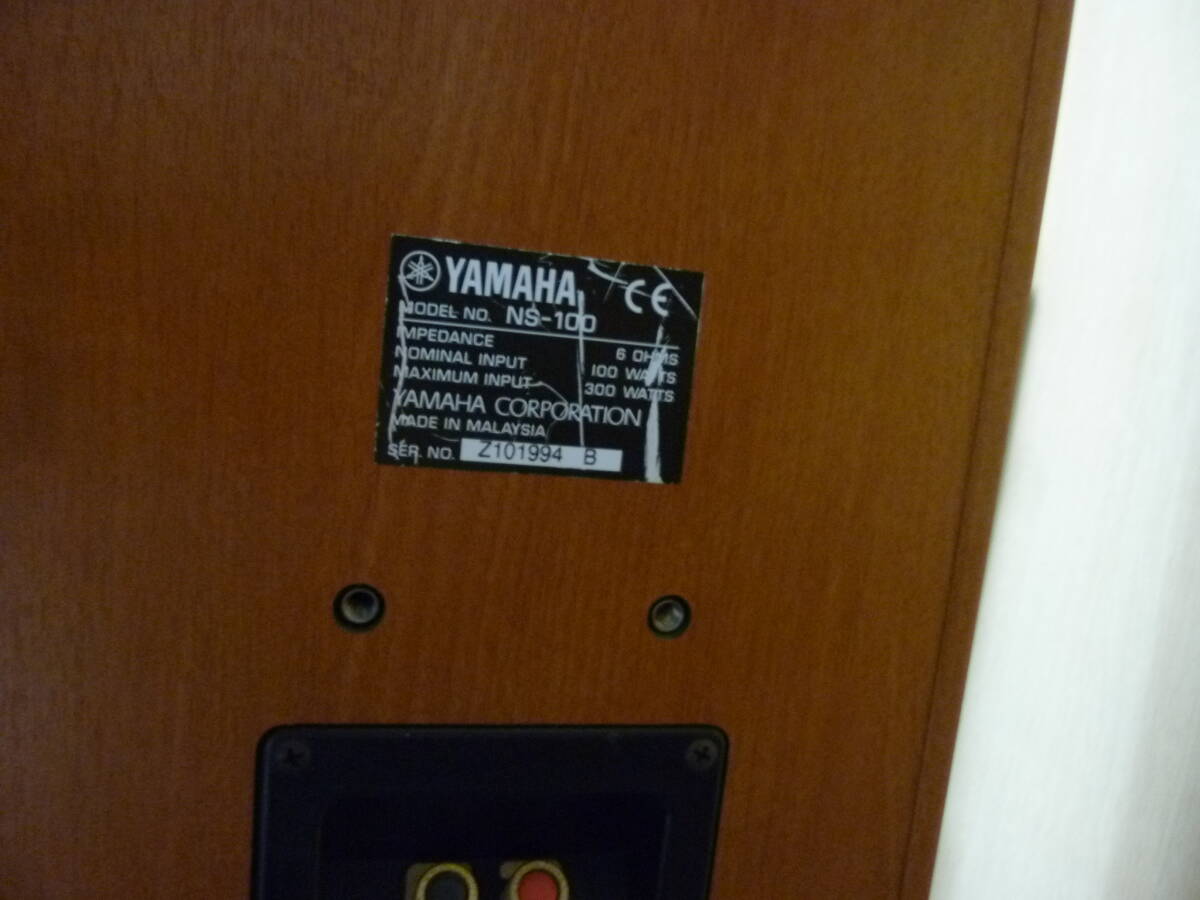 YAMAHA CE
MODEL NO. NS-100
IMPEDANCE 6 OHMS
NOMINAL INPUT 100 WATTS
MAXIMUM INPUT 300 WATTS
YAMAHA CORPORATION
MADE IN MALAYSIA
SER. NO. Z101994 B